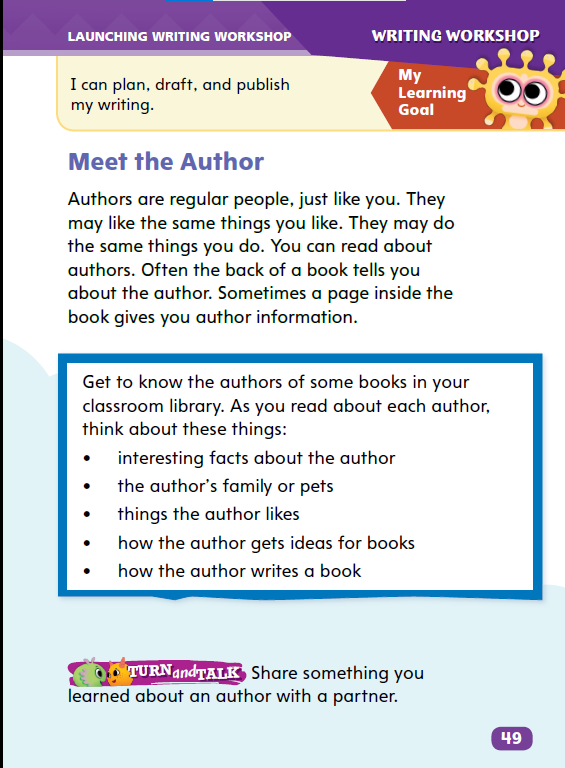 LAUNCHING WRITING WORKSHOP
WRITING WORKSHOP
I can plan, draft, and publish
my writing.
My
Learning
Goal
Meet the Author
Authors are regular people, just like you. They
may like the same things you like. They may do
the same things you do. You can read about
authors. Often the back of a book tells you
about the author. Sometimes a page inside the
book gives you author information.
Get to know the authors of some books in your
classroom library. As you read about each author,
think about these things:
• interesting facts about the author
• the author's family or pets
• things the author likes
• how the author gets ideas for books
• how the author writes a book
TURN and TALK Share something you
learned about an author with a partner.
49